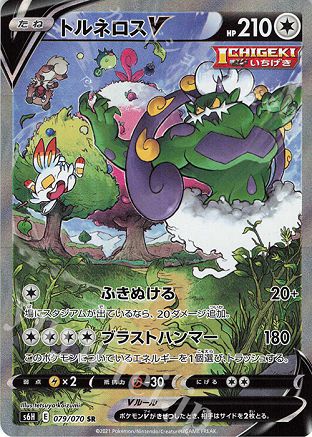 たね トルネロスV HP 210
ICHIGEKI
いちげき
ふきぬける 20+
場にスタジアムが出ているなら、20ダメージ追加。
ブラストハンマー 180
このポケモンについているエネルギーを1個選び、トラッシュする。
弱点 ×2 抵抗力 -30 にげる
Vルール
ポケモンVがきぜつしたとき、相手はサイドを2枚とる。
S6H E 079/070 SR
©2021 Pokémon/Nintendo/Creatures/GAME FREAK.